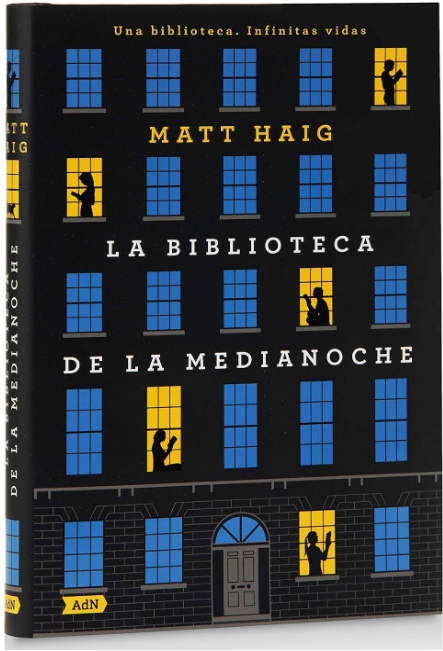 Una biblioteca. Infinitas vidas
MATT HAIG
LA BIBLIOTECA
DE LA MEDIANOCHE
AdN
MATT
HAIG
LA BIBLIOTECA
DE LA MEDIANOCHE
AdN